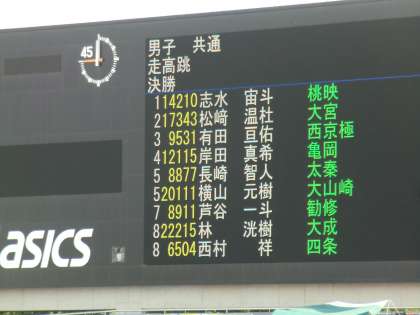 男子 共通
走高跳
決勝
1 14210 志水 宙斗 桃映
2 17343 松﨑 温杜 大宮
3 9531 有田 亘佑 西京極
4 12115 岸田 真希 亀岡
5 8877 長崎 智人 太秦
5 20111 横山 元樹 大山崎
7 8911 芦谷 一斗 勧修
8 22215 林 洸樹 大成
8 6504 西村 祥 四条
45
asics